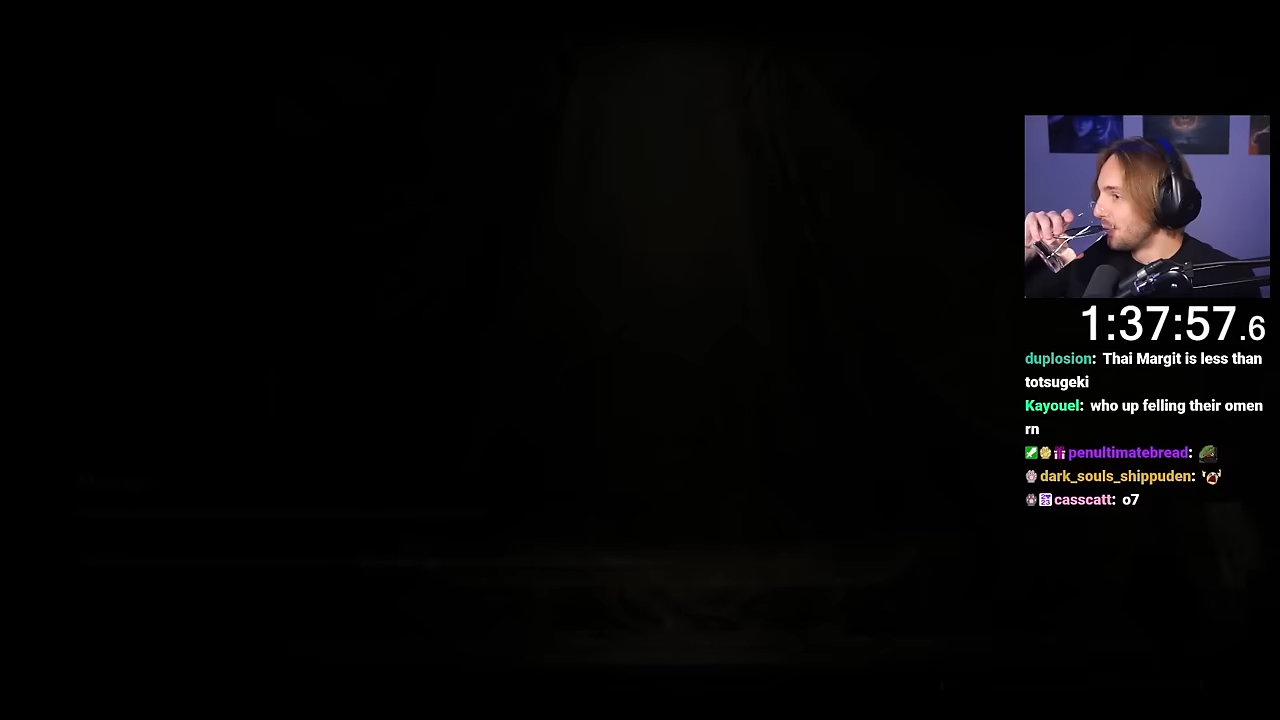 1:37:57.6
duplosion: Thai Margit is less than
totsugeki
Kayouel: who up felling their omen
rn
penultimatebread:
dark_souls_shippuden:
casscatt: o7